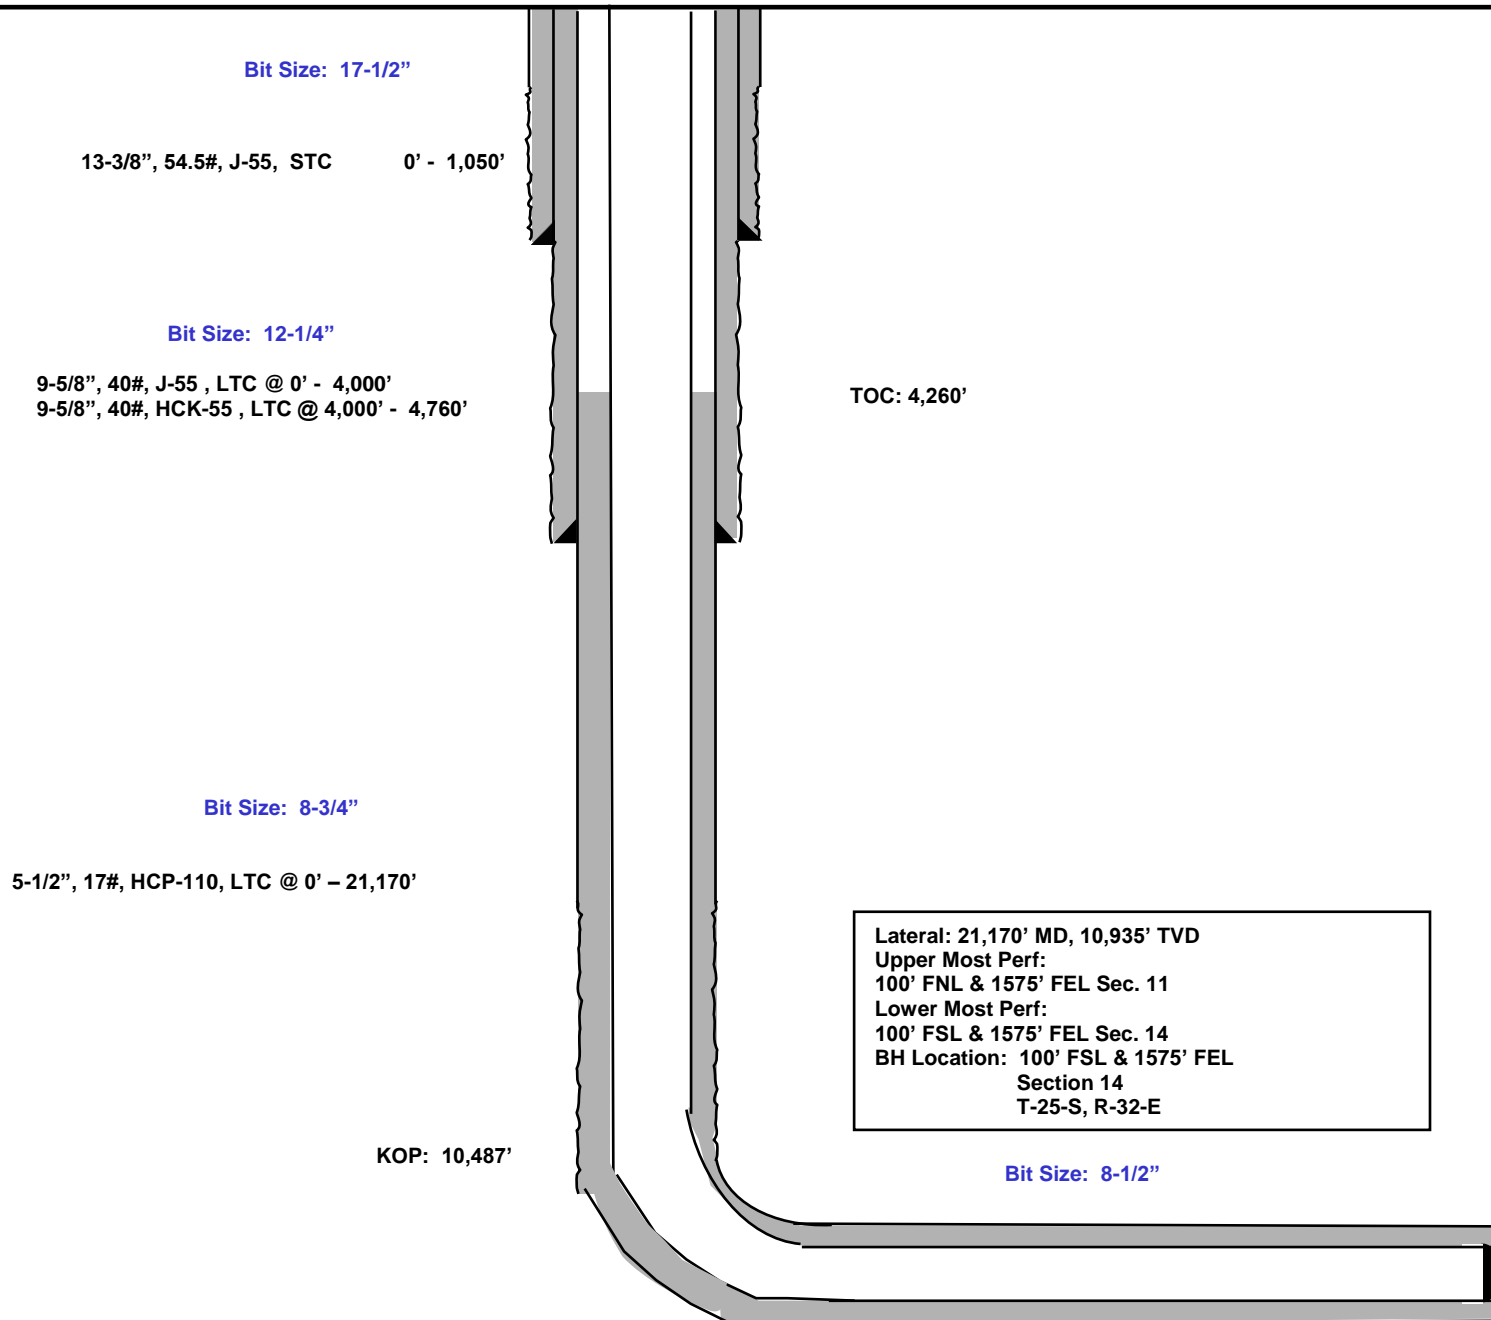 Bit Size: 17-1/2”
13-3/8”, 54.5#, J-55, STC 0’ - 1,050’
Bit Size: 12-1/4”
9-5/8”, 40#, J-55 , LTC @ 0’ - 4,000’
9-5/8”, 40#, HCK-55 , LTC @ 4,000’ - 4,760’
TOC: 4,260’
Bit Size: 8-3/4”
5-1/2”, 17#, HCP-110, LTC @ 0’ – 21,170’
Lateral: 21,170’ MD, 10,935’ TVD
Upper Most Perf:
100’ FNL & 1575’ FEL Sec. 11
Lower Most Perf:
100’ FSL & 1575’ FEL Sec. 14
BH Location: 100’ FSL & 1575’ FEL
Section 14
T-25-S, R-32-E
KOP: 10,487’
Bit Size: 8-1/2”